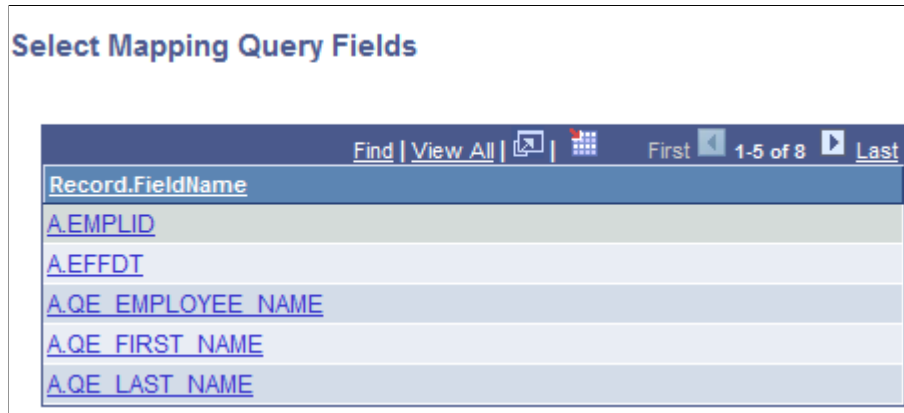 Select Mapping Query Fields
Find | View All | | First 1-5 of 8 Last
Record.FieldName
A.EMPLID
A.EFFDT
A.QE_EMPLOYEE_NAME
A.QE_FIRST_NAME
A.QE_LAST_NAME